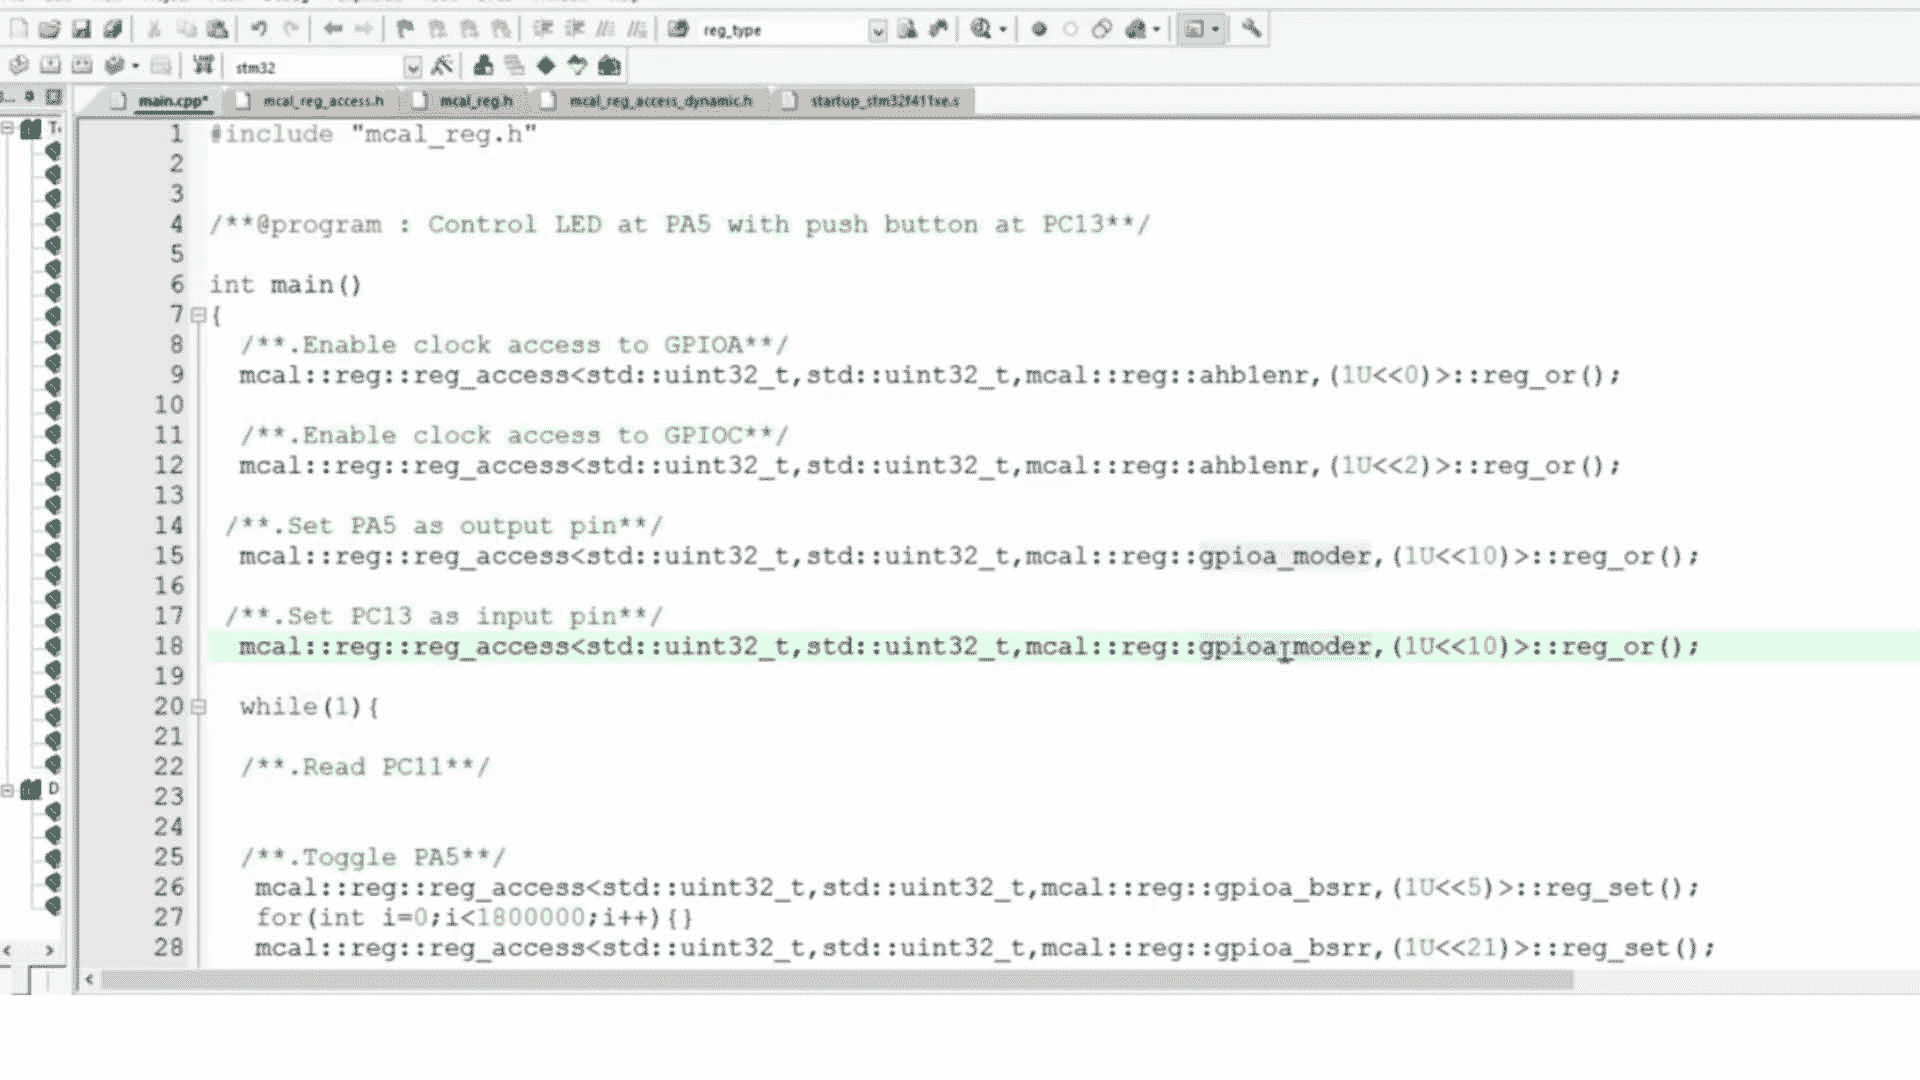 reg_type
stm32
main.cpp*
mcal_reg_access.h
mcal_reg.h
mcal_reg_access_dynamic.h
startup_stm32f411xe.s
1 #include "mcal_reg.h"
2
3
4 /**@program : Control LED at PA5 with push button at PC13**/
5
6 int main()
7 {
8 /**.Enable clock access to GPIOA**/
9 mcal::reg::reg_access<std::uint32_t,std::uint32_t,mcal::reg::ahb1enr,(1U<<0)>::reg_or();
10
11 /**.Enable clock access to GPIOC**/
12 mcal::reg::reg_access<std::uint32_t,std::uint32_t,mcal::reg::ahb1enr,(1U<<2)>::reg_or();
13
14 /**.Set PA5 as output pin**/
15 mcal::reg::reg_access<std::uint32_t,std::uint32_t,mcal::reg::gpioa_moder,(1U<<10)>::reg_or();
16
17 /**.Set PC13 as input pin**/
18 mcal::reg::reg_access<std::uint32_t,std::uint32_t,mcal::reg::gpioa_moder,(1U<<10)>::reg_or();
19
20 while(1){
21
22 /**.Read PC11**/
23
24
25 /**.Toggle PA5**/
26 mcal::reg::reg_access<std::uint32_t,std::uint32_t,mcal::reg::gpioa_bsrr,(1U<<5)>::reg_set();
27 for(int i=0;i<1800000;i++){}
28 mcal::reg::reg_access<std::uint32_t,std::uint32_t,mcal::reg::gpioa_bsrr,(1U<<21)>::reg_set();